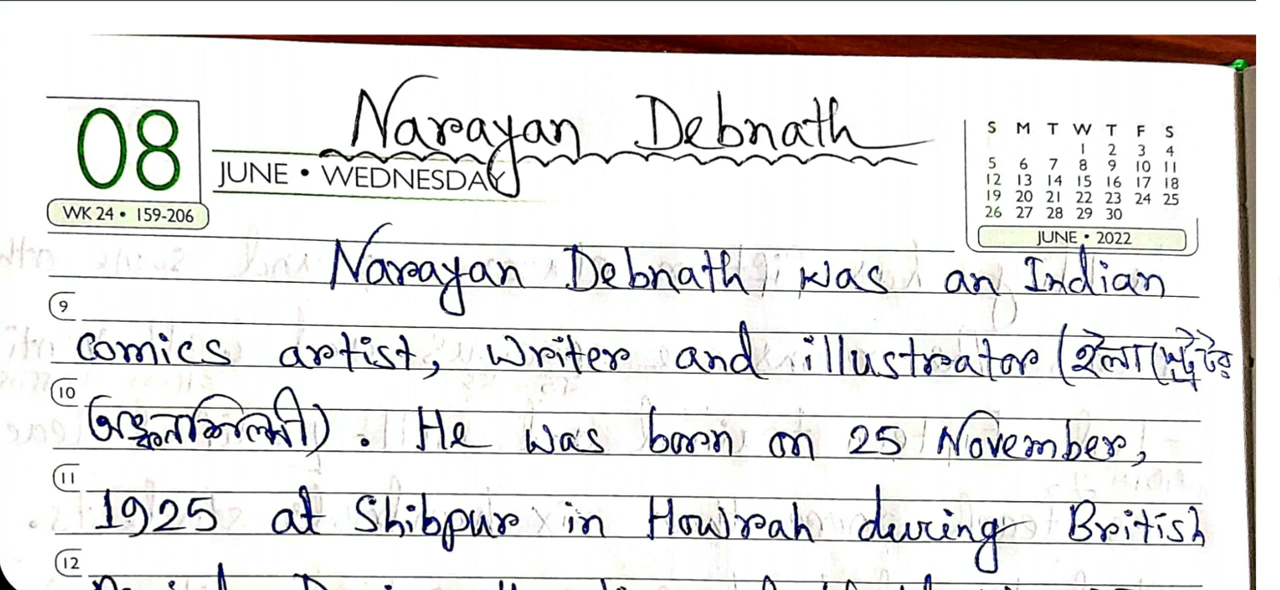 Narayan Debnath
08
JUNE • WEDNESDAY
WK 24 • 159-206
S M T W T F S
1 2 3 4
5 6 7 8 9 10 11
12 13 14 15 16 17 18
19 20 21 22 23 24 25
26 27 28 29 30
JUNE • 2022
Narayan Debnath was an Indian
9
comics artist, writer and illustrator (
10
). He was born on 25 November,
11
1925 at Shibpur in Howrah during British
12